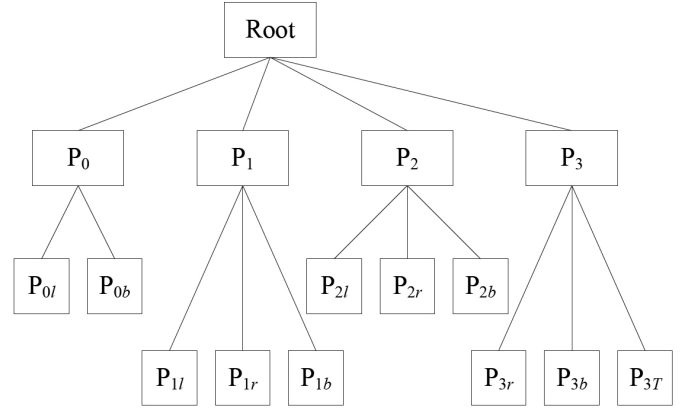 Root
P₀ P₁ P₂ P₃
P₀l P₀b P₂l P₂r P₂b
P₁l P₁r P₁b P₃r P₃b P₃T